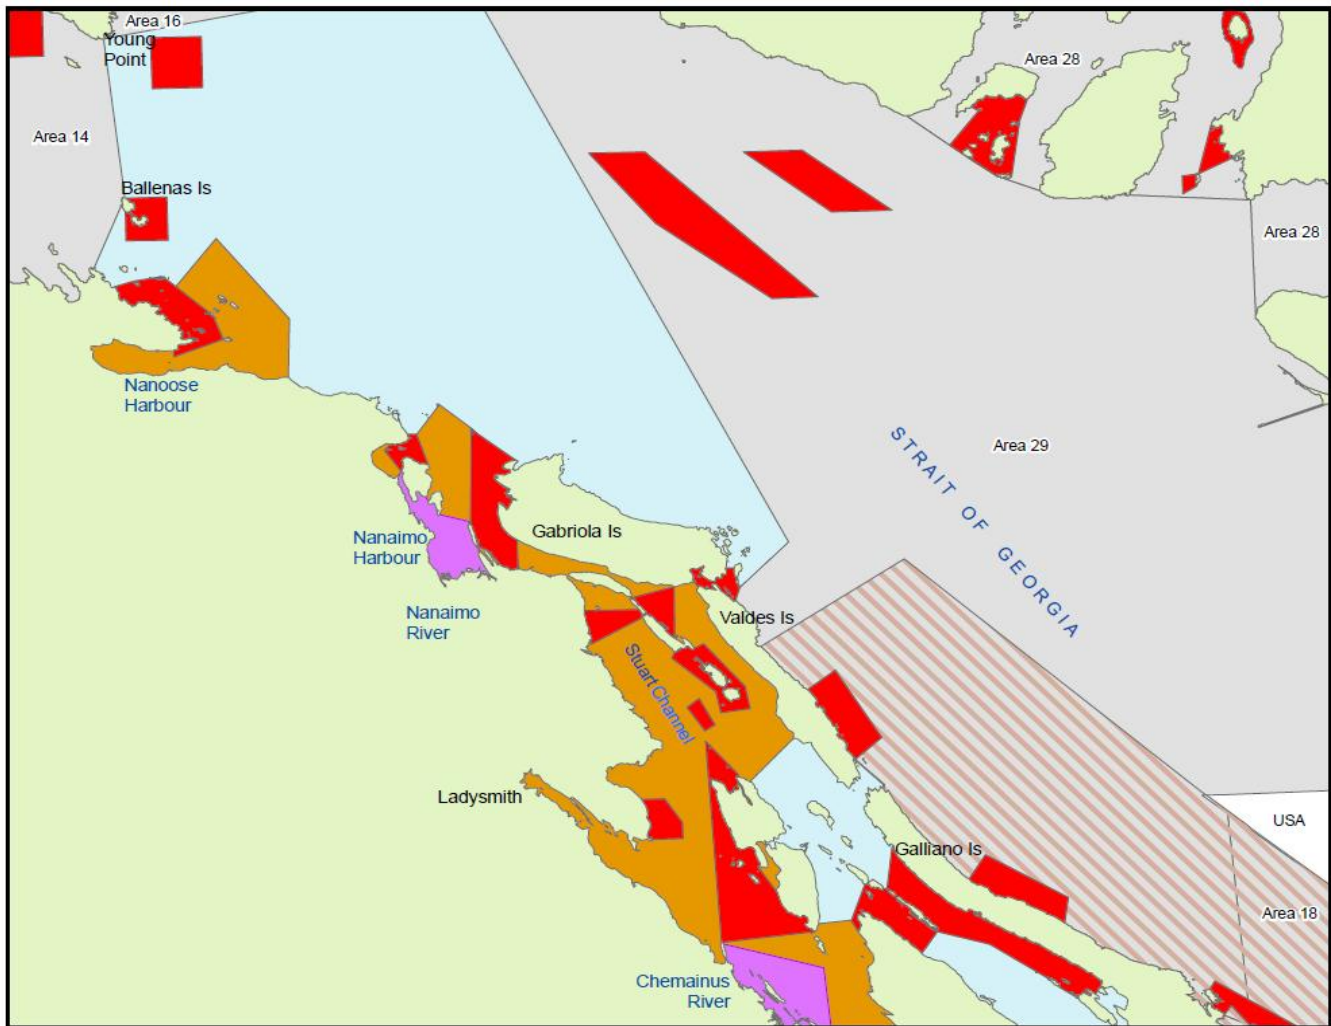 Area 16
Young
Point
Area 28
Area 14
Ballenas Is
Area 28
Nanoose
Harbour
STRAIT OF GEORGIA
Area 29
Gabriola Is
Nanaimo
Harbour
Nanaimo
River
Valdes Is
Stuart Channel
Ladysmith
USA
Galliano Is
Area 18
Chemainus
River